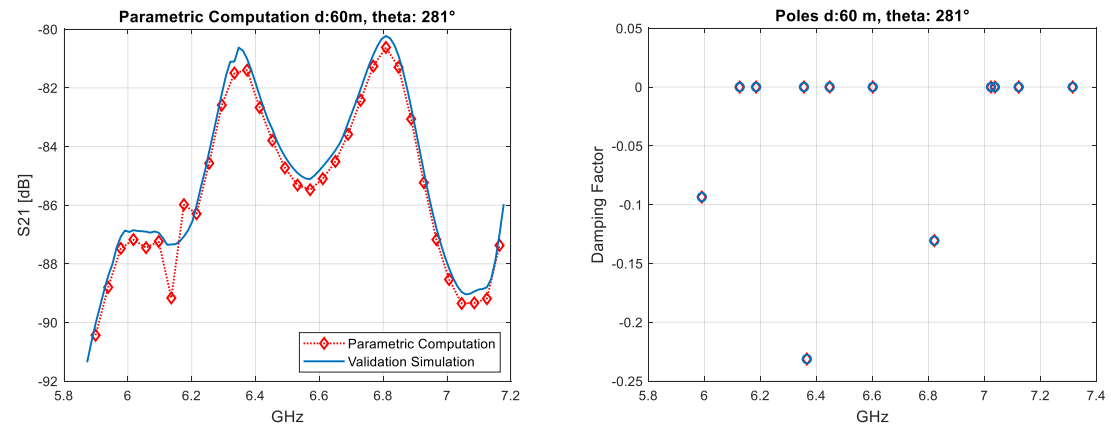 Parametric Computation d:60m, theta: 281°
-80
-82
-84
-86
-88
-90
-92
S21 [dB]
5.8 6 6.2 6.4 6.6 6.8 7 7.2
GHz
Parametric Computation
Validation Simulation
Poles d:60 m, theta: 281°
0.05
0
-0.05
-0.1
-0.15
-0.2
-0.25
Damping Factor
5.8 6 6.2 6.4 6.6 6.8 7 7.2 7.4
GHz